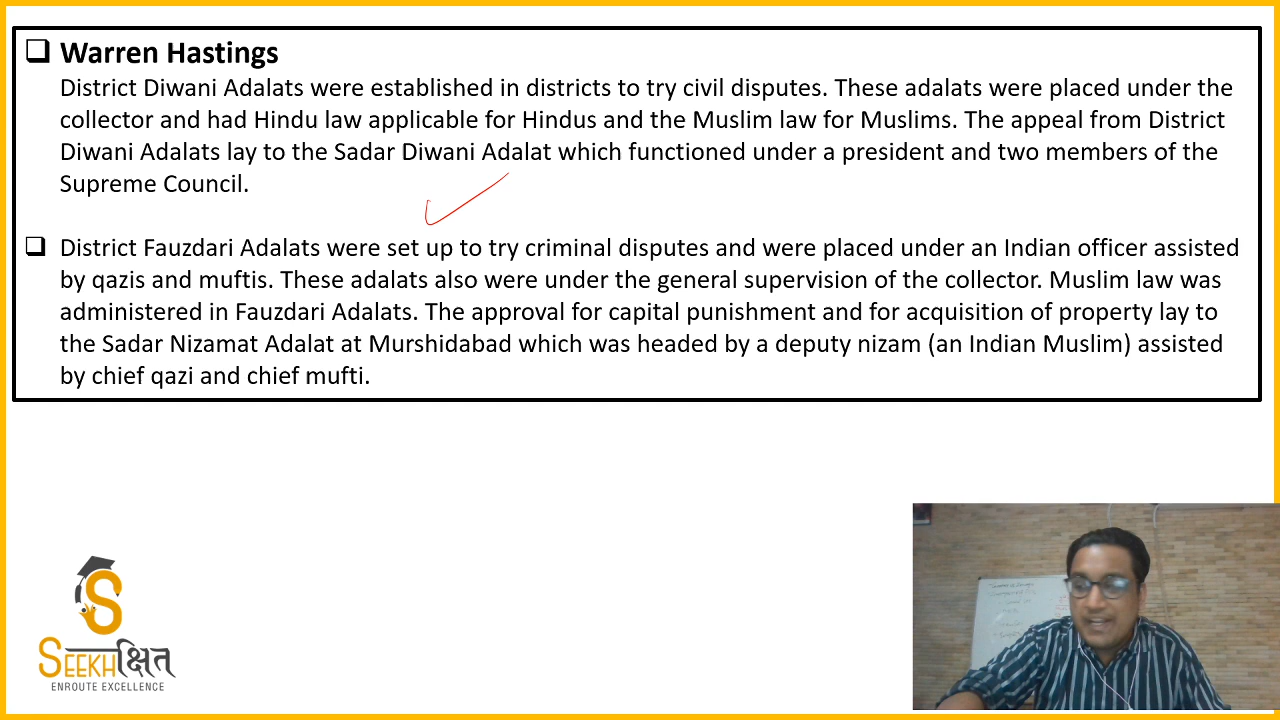 Warren Hastings
District Diwani Adalats were established in districts to try civil disputes. These adalats were placed under the
collector and had Hindu law applicable for Hindus and the Muslim law for Muslims. The appeal from District
Diwani Adalats lay to the Sadar Diwani Adalat which functioned under a president and two members of the
Supreme Council.
District Fauzdari Adalats were set up to try criminal disputes and were placed under an Indian officer assisted
by qazis and muftis. These adalats also were under the general supervision of the collector. Muslim law was
administered in Fauzdari Adalats. The approval for capital punishment and for acquisition of property lay to
the Sadar Nizamat Adalat at Murshidabad which was headed by a deputy nizam (an Indian Muslim) assisted
by chief qazi and chief mufti.
SEEKHक्षित
ENROUTE EXCELLENCE